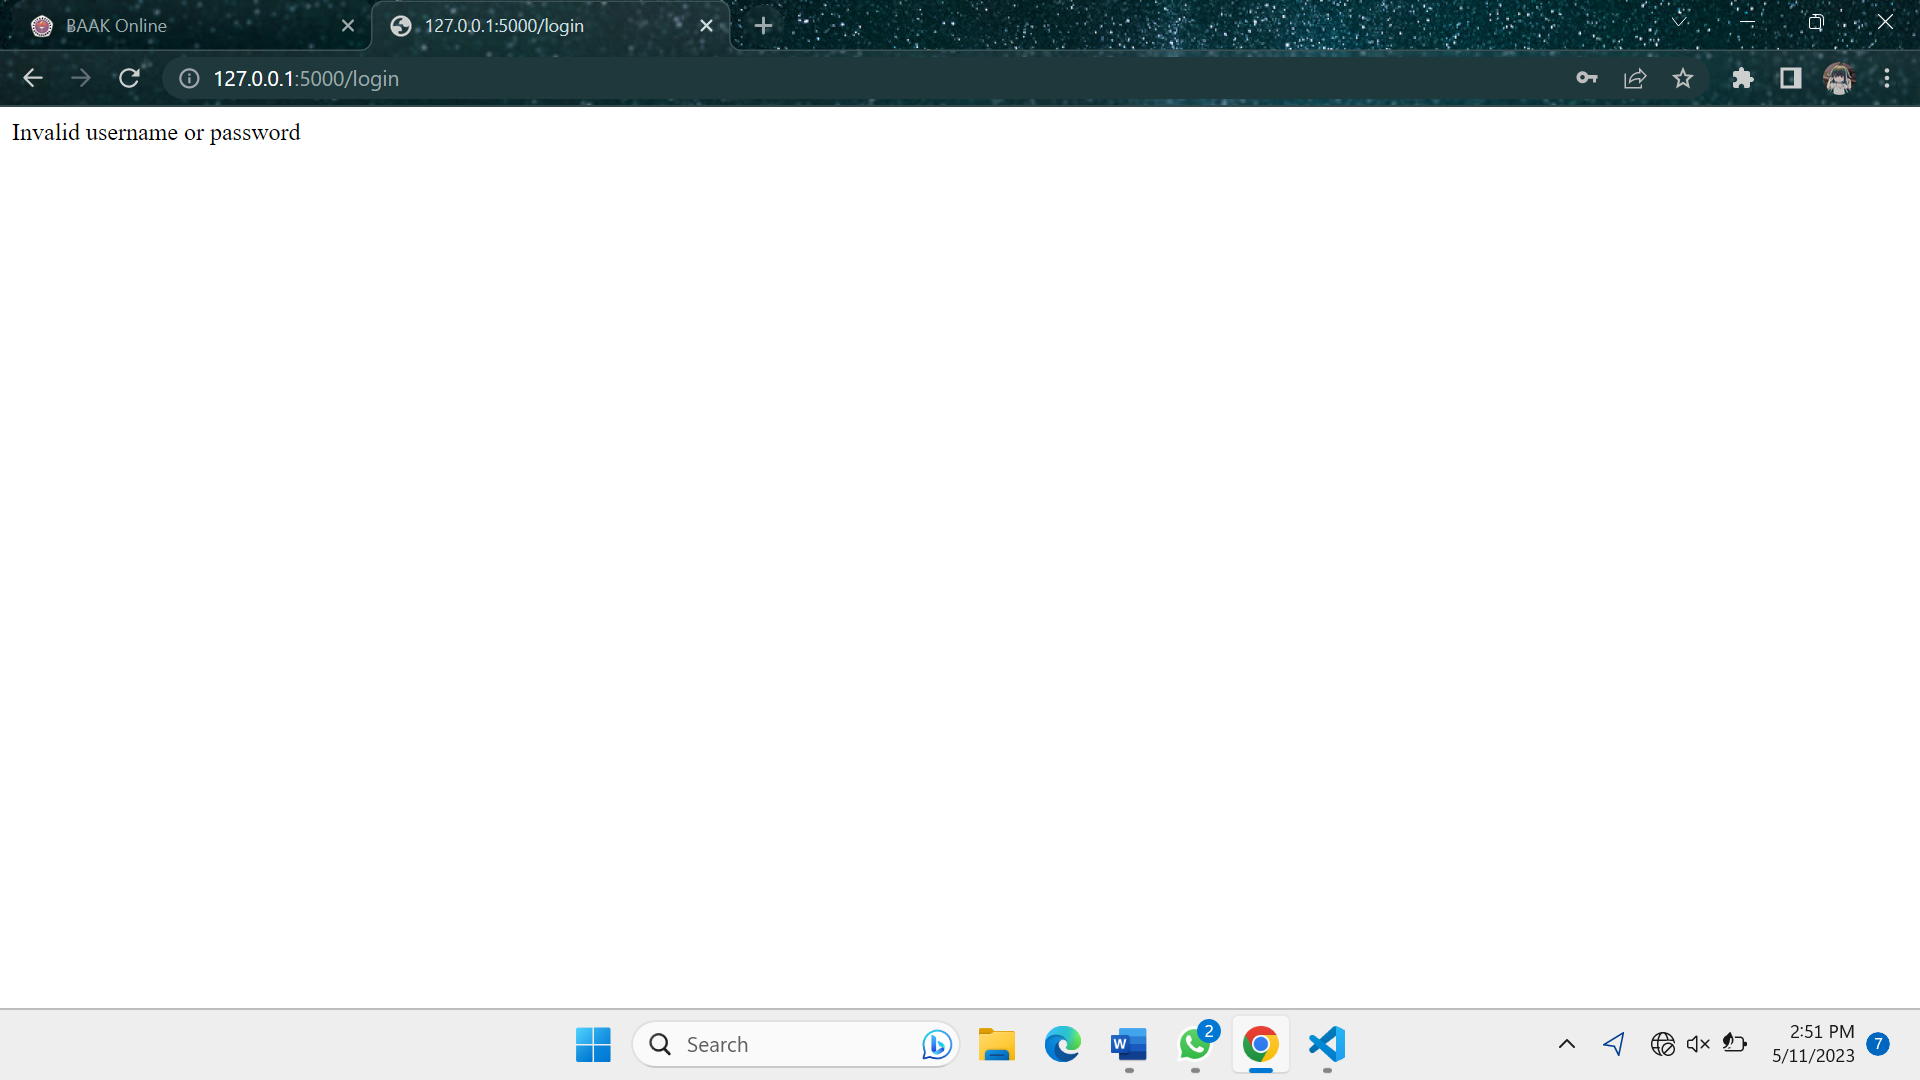 BAAK Online
127.0.0.1:5000/login
127.0.0.1:5000/login
Invalid username or password
Search
2
2:51 PM
5/11/2023
7